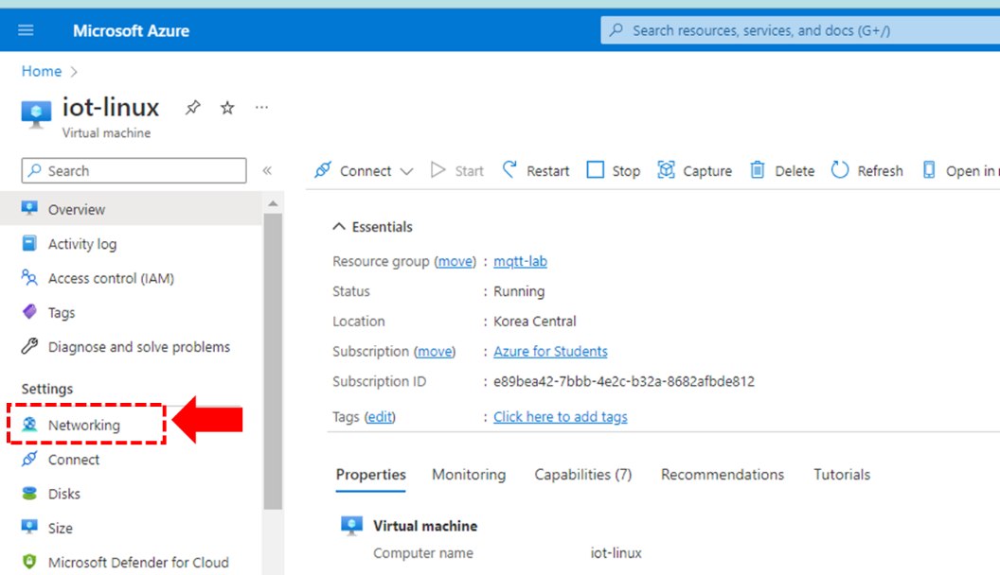 Microsoft Azure
Search resources, services, and docs (G+/)
Home
iot-linux
Virtual machine
Search
Overview
Activity log
Access control (IAM)
Tags
Diagnose and solve problems
Settings
Networking
Connect
Disks
Size
Microsoft Defender for Cloud
Connect Start Restart Stop Capture Delete Refresh Open in
Essentials
Resource group (move) : mqtt-lab
Status : Running
Location : Korea Central
Subscription (move) : Azure for Students
Subscription ID : e89bea42-7bbb-4e2c-b32a-8682afbde812
Tags (edit) : Click here to add tags
Properties Monitoring Capabilities (7) Recommendations Tutorials
Virtual machine
Computer name iot-linux